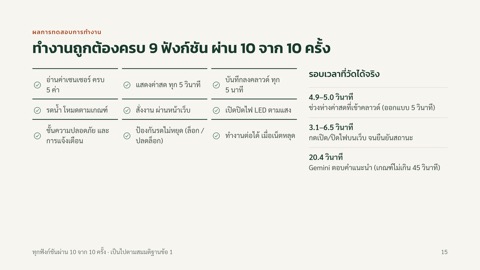 ผลการทดสอบการทำงาน
ทำงานถูกต้องครบ 9 ฟังก์ชัน ผ่าน 10 จาก 10 ครั้ง
อ่านค่าเซนเซอร์ ครบ
5 ค่า
แสดงค่าสด ทุก 5 วินาที
บันทึกลงคลาวด์ ทุก
5 นาที
รดน้ำ โหมดตามเกณฑ์
สั่งงาน ผ่านหน้าเว็บ
เปิดปิดไฟ LED ตามแสง
ชั้นความปลอดภัย และ
การแจ้งเตือน
ป้องกันรดไม่หยุด (ล็อก /
ปลดล็อก)
ทำงานต่อได้ เมื่อเน็ตหลุด
รอบเวลาที่วัดได้จริง
4.9–5.0 วินาที
ช่วงห่างค่าสดที่เข้าคลาวด์ (ออกแบบ 5 วินาที)
3.1–6.5 วินาที
กดเปิด/ปิดไฟบนเว็บ จนยืนยันสถานะ
20.4 วินาที
Gemini ตอบคำแนะนำ (เกณฑ์ไม่เกิน 45 วินาที)
ทุกฟังก์ชันผ่าน 10 จาก 10 ครั้ง · เป็นไปตามสมมติฐานข้อ 1
15